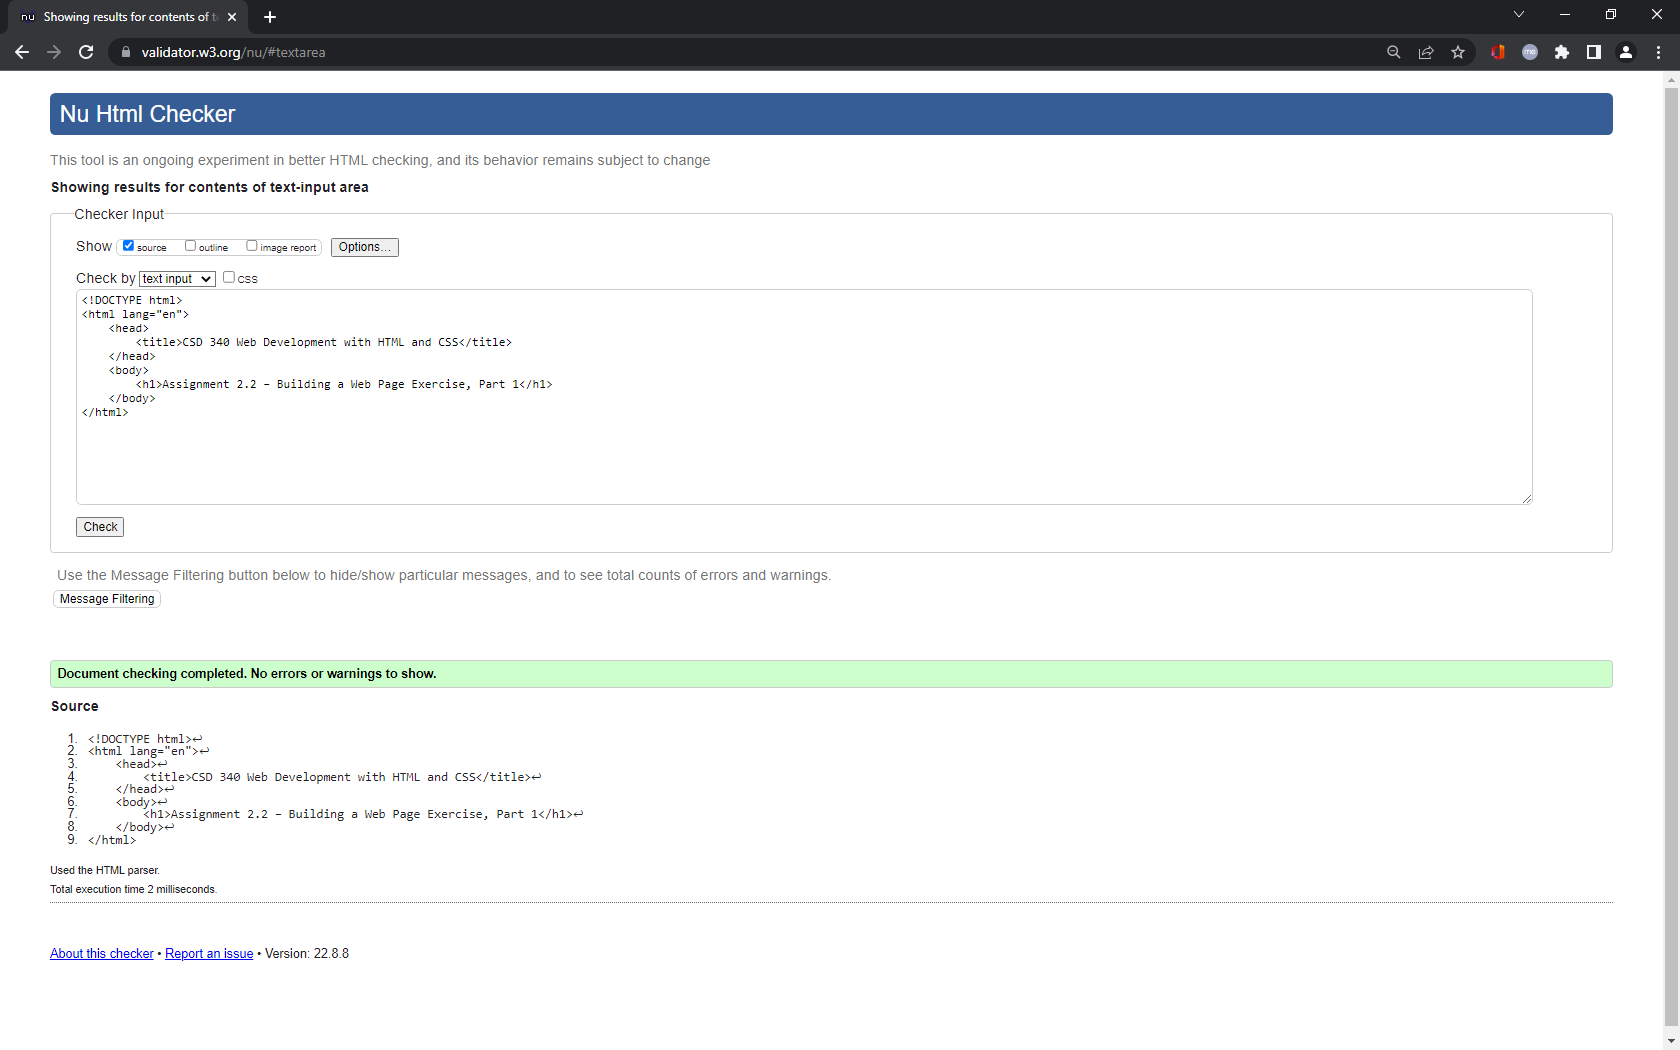 nu Showing results for contents of t
validator.w3.org/nu/#textarea
Nu Html Checker
This tool is an ongoing experiment in better HTML checking, and its behavior remains subject to change
Showing results for contents of text-input area
Checker Input
Show source outline image report Options...
Check by text input css
<!DOCTYPE html>
<html lang="en">
    <head>
        <title>CSD 340 Web Development with HTML and CSS</title>
    </head>
    <body>
        <h1>Assignment 2.2 – Building a Web Page Exercise, Part 1</h1>
    </body>
</html>
Check
Use the Message Filtering button below to hide/show particular messages, and to see total counts of errors and warnings.
Message Filtering
Document checking completed. No errors or warnings to show.
Source
1. <!DOCTYPE html>↩
2. <html lang="en">↩
3.     <head>↩
4.         <title>CSD 340 Web Development with HTML and CSS</title>↩
5.     </head>↩
6.     <body>↩
7.         <h1>Assignment 2.2 – Building a Web Page Exercise, Part 1</h1>↩
8.     </body>↩
9. </html>
Used the HTML parser.
Total execution time 2 milliseconds.
About this checker • Report an issue • Version: 22.8.8